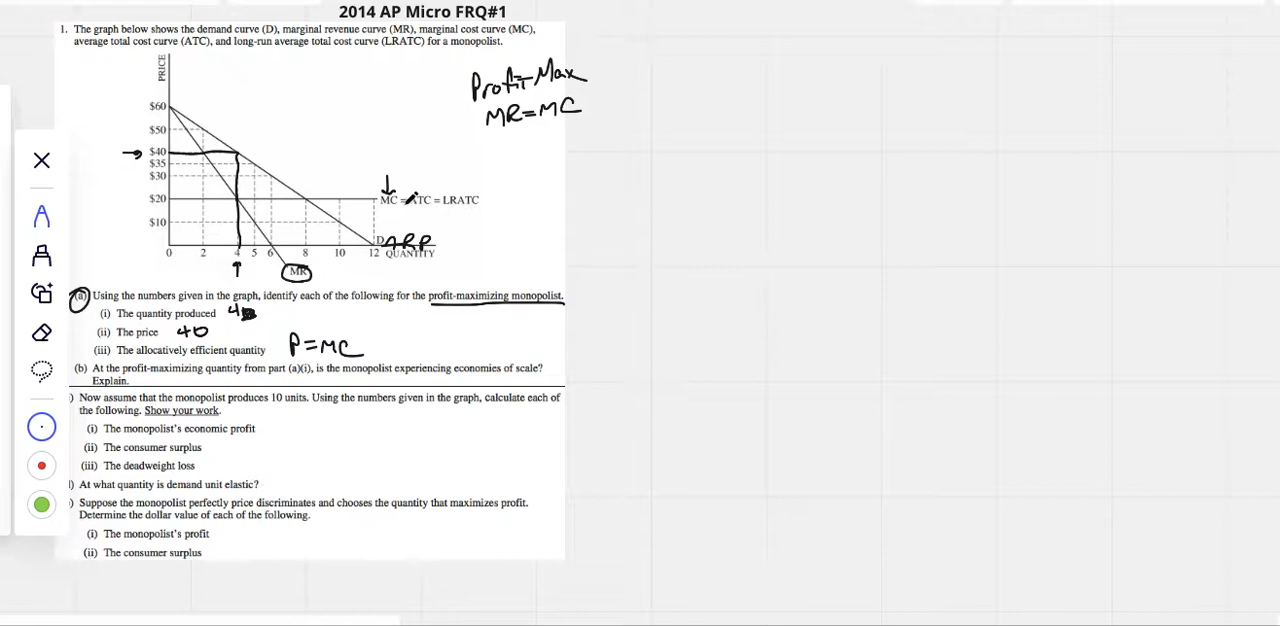 2014 AP Micro FRQ#1
1. The graph below shows the demand curve (D), marginal revenue curve (MR), marginal cost curve (MC),
average total cost curve (ATC), and long-run average total cost curve (LRATC) for a monopolist.
Profit Max
MR=MC
PRICE
$60
$50
$40
$35
$30
$20
$10
MC = ATC = LRATC
D
ARP
0 2 4 5 6 8 10 12 QUANTITY
MR
(a) Using the numbers given in the graph, identify each of the following for the profit-maximizing monopolist.
(i) The quantity produced 4
(ii) The price 40
(iii) The allocatively efficient quantity P=MC
(b) At the profit-maximizing quantity from part (a)(i), is the monopolist experiencing economies of scale?
Explain.
) Now assume that the monopolist produces 10 units. Using the numbers given in the graph, calculate each of
the following. Show your work.
(i) The monopolist's economic profit
(ii) The consumer surplus
(iii) The deadweight loss
) At what quantity is demand unit elastic?
) Suppose the monopolist perfectly price discriminates and chooses the quantity that maximizes profit.
Determine the dollar value of each of the following.
(i) The monopolist's profit
(ii) The consumer surplus